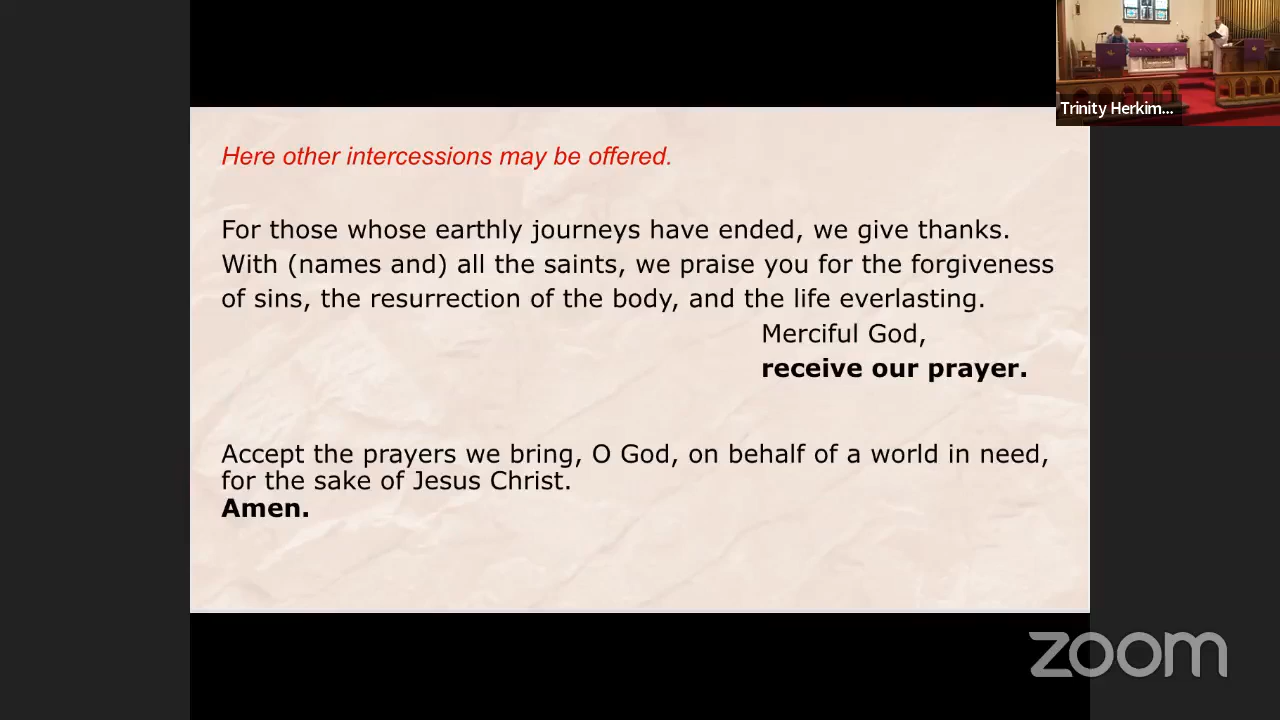 Trinity Herkim...
Here other intercessions may be offered.
For those whose earthly journeys have ended, we give thanks.
With (names and) all the saints, we praise you for the forgiveness
of sins, the resurrection of the body, and the life everlasting.
Merciful God,
receive our prayer.
Accept the prayers we bring, O God, on behalf of a world in need,
for the sake of Jesus Christ.
Amen.
zoom